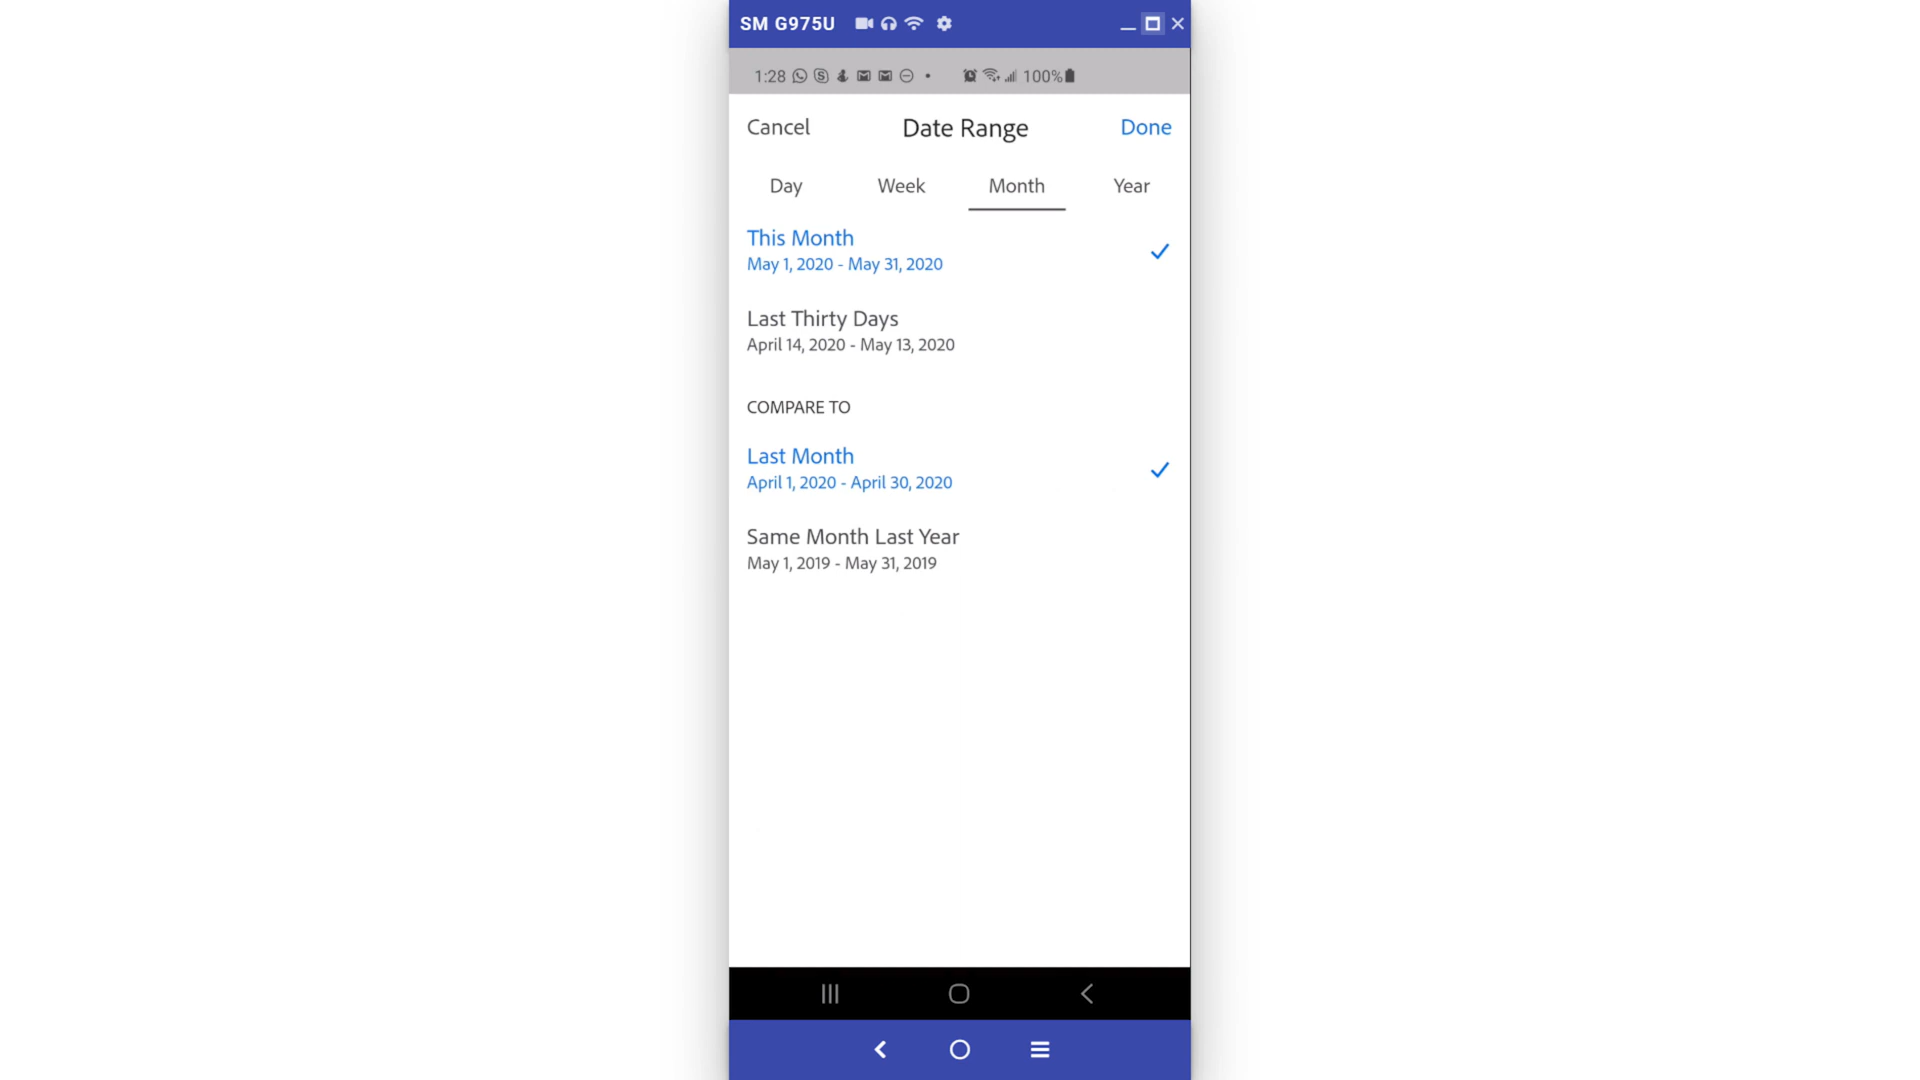 SM G975U
1:28 100%
Cancel Date Range Done
Day Week Month Year
This Month
May 1, 2020 - May 31, 2020
Last Thirty Days
April 14, 2020 - May 13, 2020
COMPARE TO
Last Month
April 1, 2020 - April 30, 2020
Same Month Last Year
May 1, 2019 - May 31, 2019